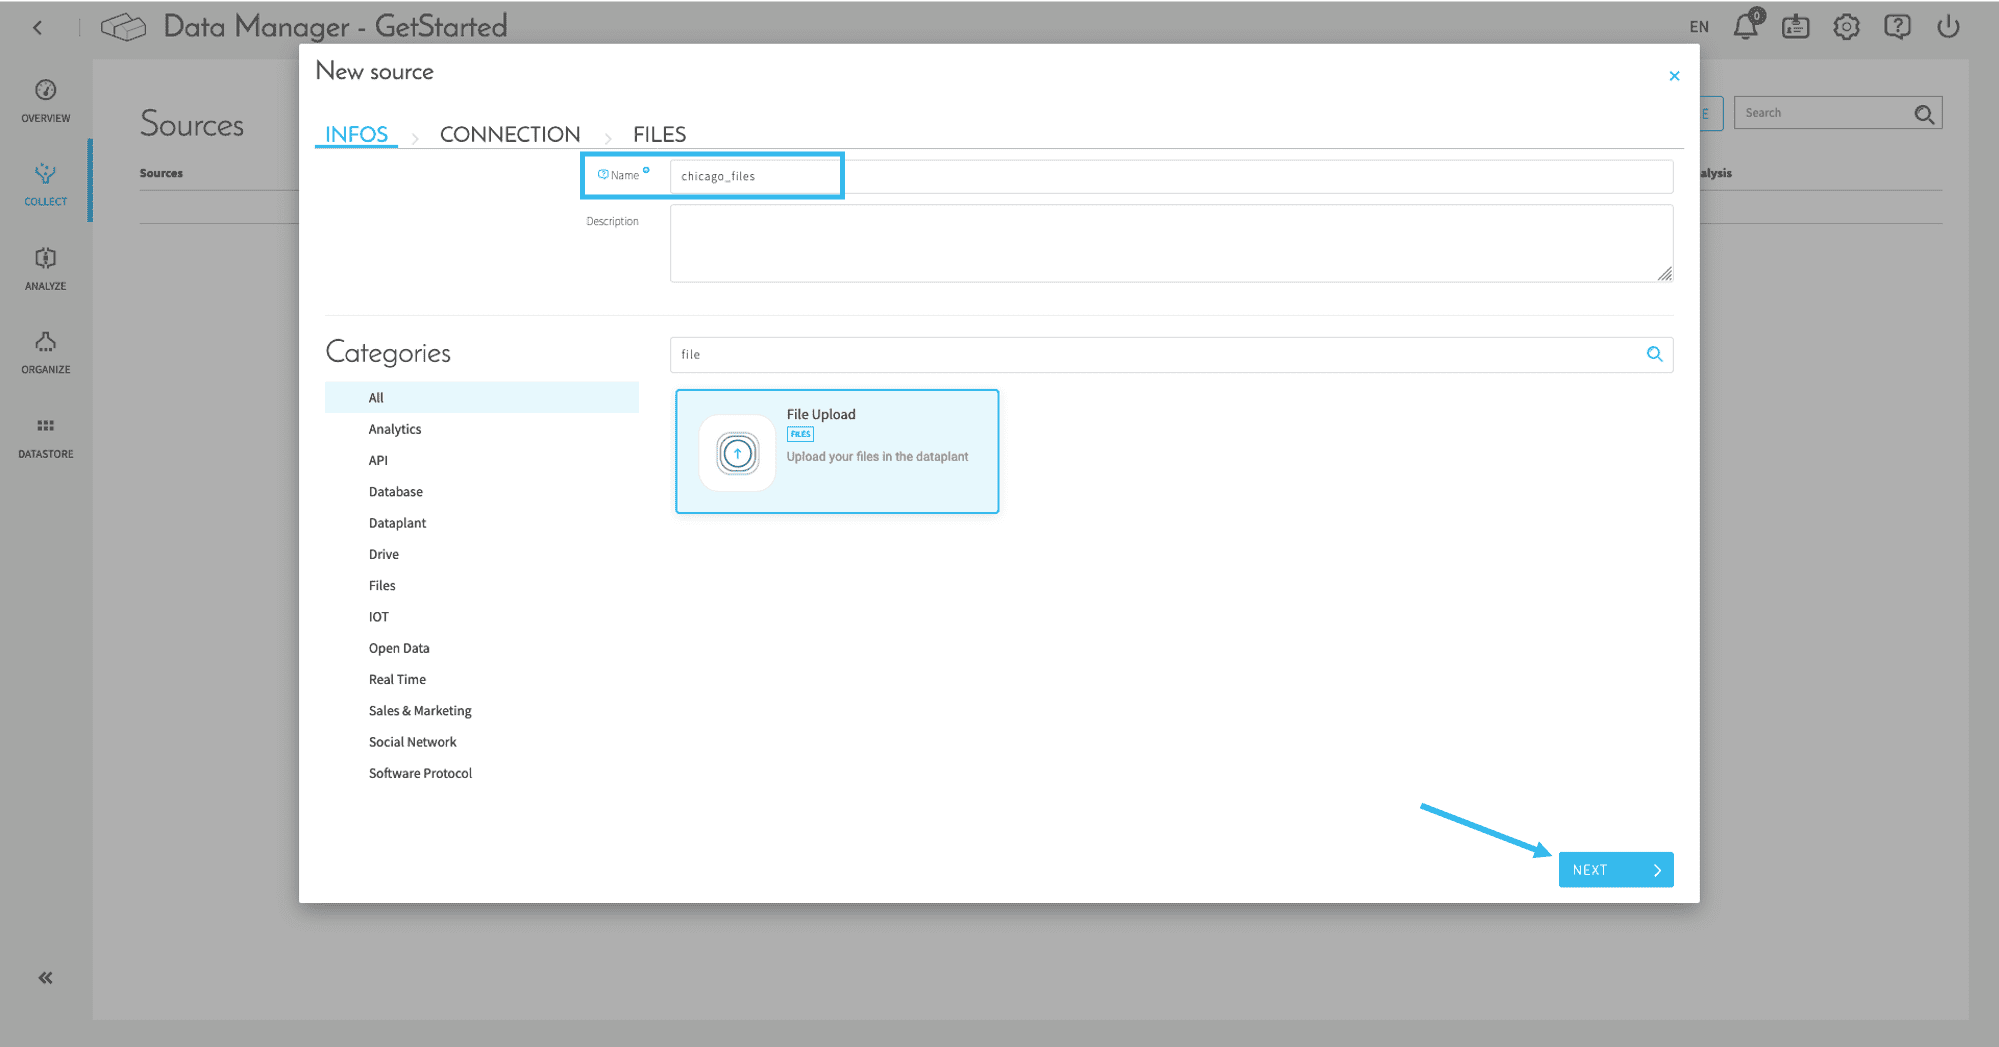 Data Manager - GetStarted
EN
0
OVERVIEW
COLLECT
ANALYZE
ORGANIZE
DATASTORE
Sources
E
Search
Sources
alysis
New source
INFOS
CONNECTION
FILES
Name
chicago_files
Description
Categories
file
All
Analytics
API
Database
Dataplant
Drive
Files
IOT
Open Data
Real Time
Sales & Marketing
Social Network
Software Protocol
File Upload
FILES
Upload your files in the dataplant
NEXT